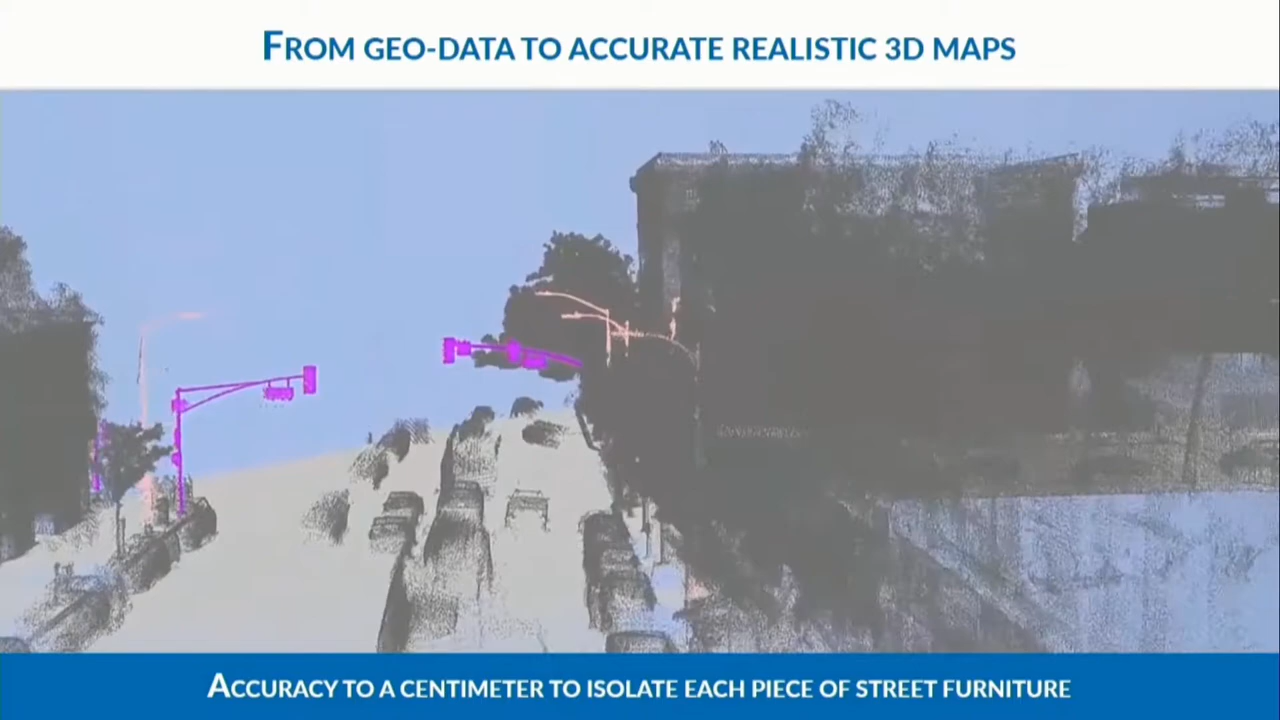 FROM GEO-DATA TO ACCURATE REALISTIC 3D MAPS
ACCURACY TO A CENTIMETER TO ISOLATE EACH PIECE OF STREET FURNITURE